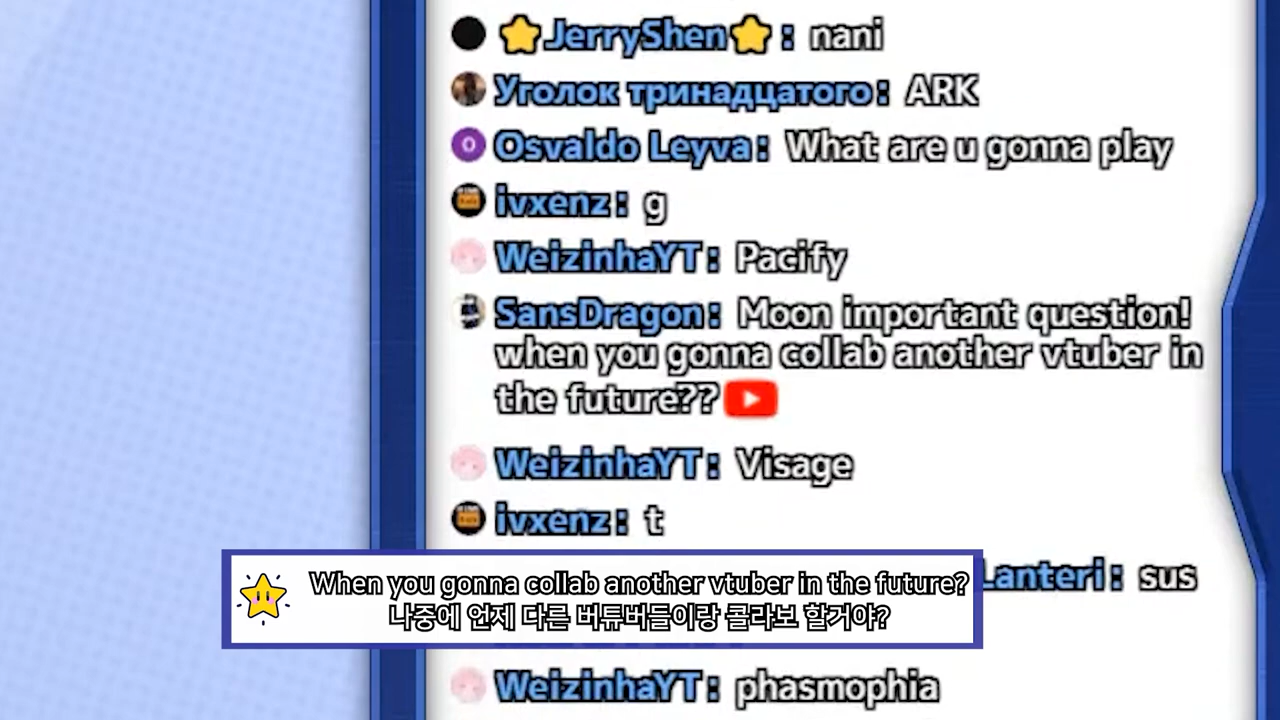 ⭐JerryShen⭐: nani
Уголок тринадцатого: ARK
O
Osvaldo Leyva: What are u gonna play
ivxenz: g
WeizinhaYT: Pacify
SansDragon: Moon important question!
when you gonna collab another vtuber in
the future??
WeizinhaYT: Visage
ivxenz: t
Lanteri: sus
When you gonna collab another vtuber in the future?
나중에 언제 다른 버튜버들이랑 콜라보 할거야?
WeizinhaYT: phasmophia